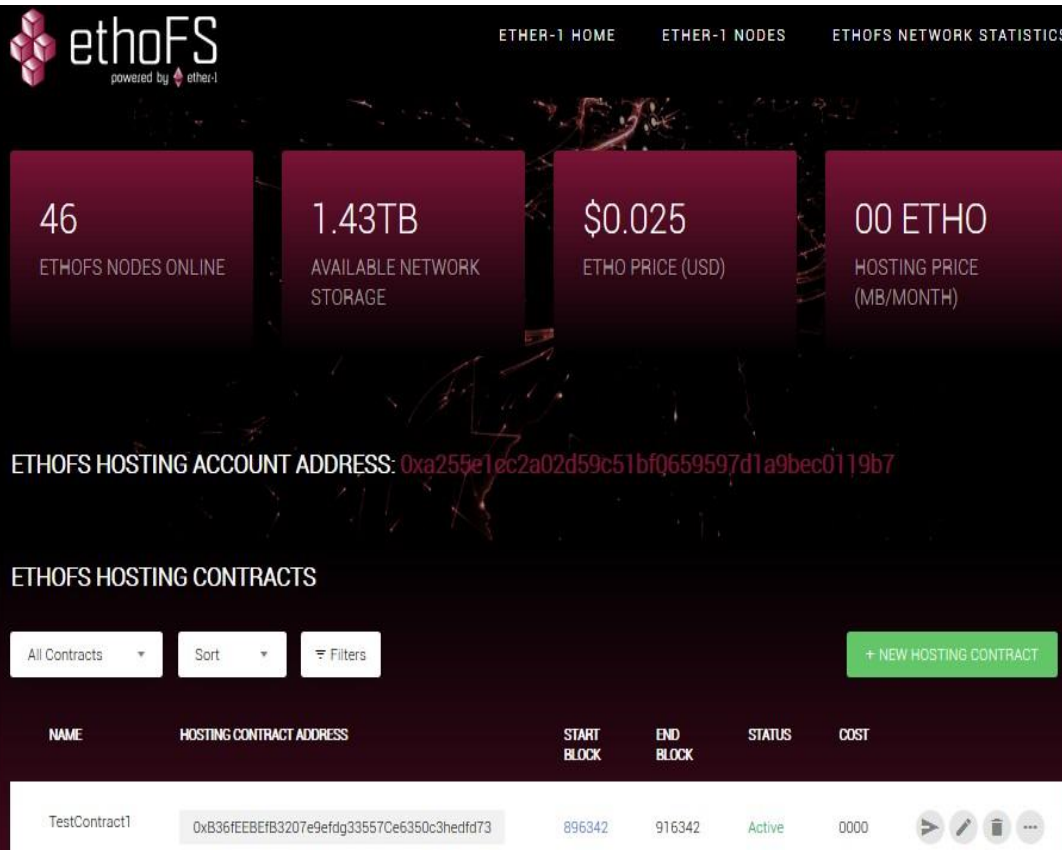 ethoFS
powered by ether-1
ETHER-1 HOME ETHER-1 NODES ETHOFS NETWORK STATISTICS
46
ETHOFS NODES ONLINE
1.43TB
AVAILABLE NETWORK
STORAGE
$0.025
ETHO PRICE (USD)
00 ETHO
HOSTING PRICE
(MB/MONTH)
ETHOFS HOSTING ACCOUNT ADDRESS: 0xa255e1cc2a02d59c51bf0659597d1a9bec0119b7
ETHOFS HOSTING CONTRACTS
All Contracts Sort Filters + NEW HOSTING CONTRACT
NAME HOSTING CONTRACT ADDRESS START BLOCK END BLOCK STATUS COST
TestContract1 0xB36fEEBEfB3207e9efdg33557Ce6350c3hedfd73 896342 916342 Active 0000